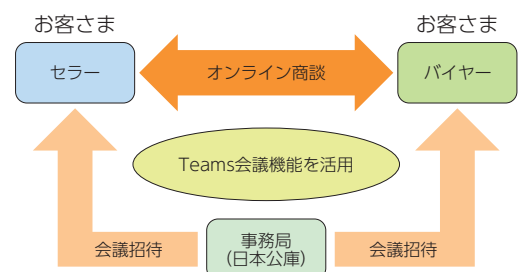 お客さま
お客さま
セラー
オンライン商談
バイヤー
Teams会議機能を活用
会議招待
事務局
(日本公庫)
会議招待